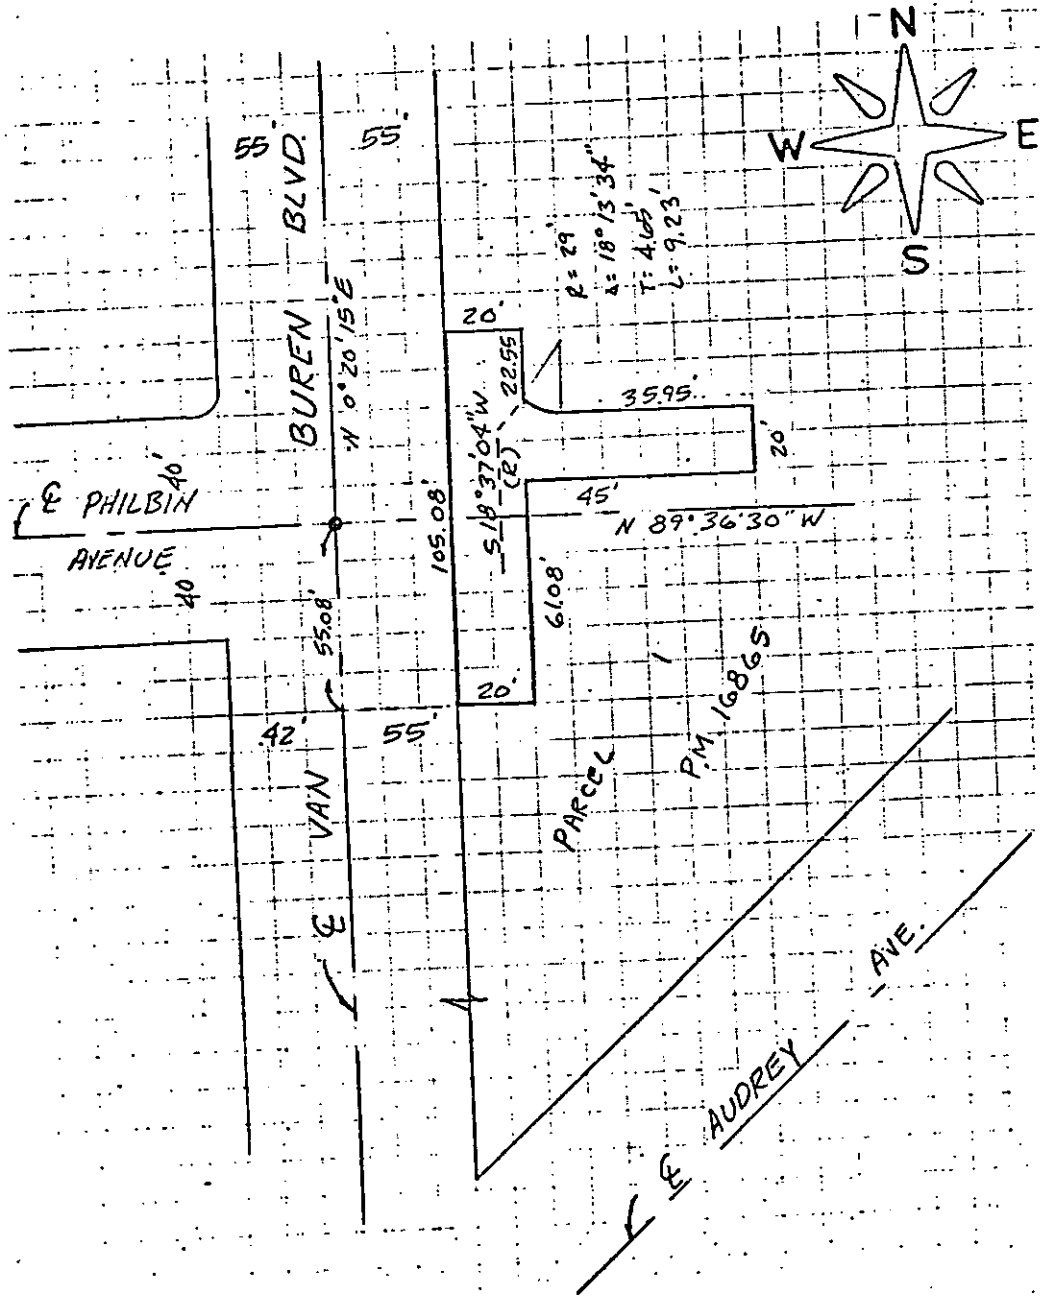 N
W
E
S
55'
55'
BUREN BLVD.
N 0° 20' 15" E
R = 29'
Δ = 18° 13' 34"
T = 4.65'
L = 9.23'
20'
22.55
S 18° 37' 04" W
(R)
35.95'
20'
45'
N 89° 36' 30" W
℄ PHILBIN
AVENUE
40'
40'
105.08'
61.08'
55.08'
20'
42'
55'
℄ VAN
PARCEL 1
P.M. 16865
℄ AUDREY AVE.